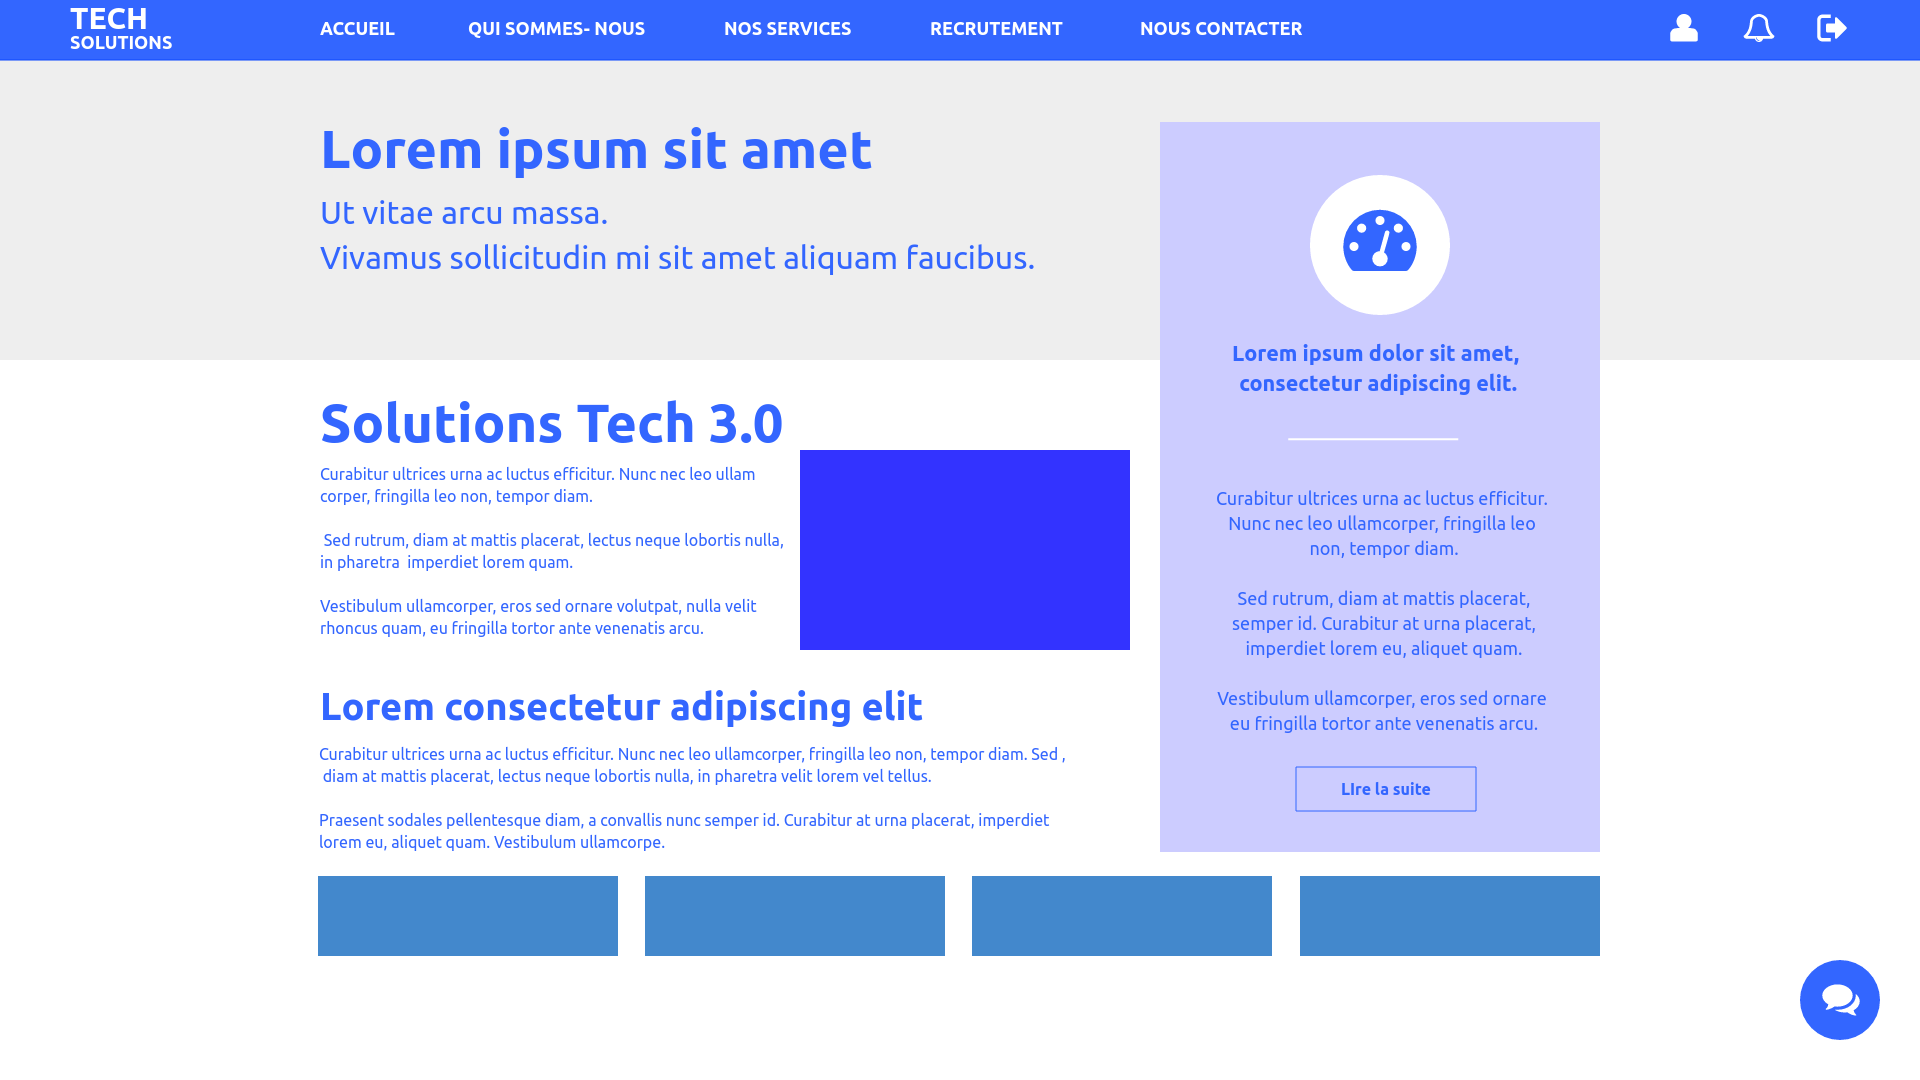 TECH
SOLUTIONS
ACCUEIL
QUI SOMMES- NOUS
NOS SERVICES
RECRUTEMENT
NOUS CONTACTER
Lorem ipsum sit amet
Ut vitae arcu massa.
Vivamus sollicitudin mi sit amet aliquam faucibus.
Solutions Tech 3.0
Curabitur ultrices urna ac luctus efficitur. Nunc nec leo ullam
corper, fringilla leo non, tempor diam.
Sed rutrum, diam at mattis placerat, lectus neque lobortis nulla,
in pharetra  imperdiet lorem quam.
Vestibulum ullamcorper, eros sed ornare volutpat, nulla velit
rhoncus quam, eu fringilla tortor ante venenatis arcu.
Lorem consectetur adipiscing elit
Curabitur ultrices urna ac luctus efficitur. Nunc nec leo ullamcorper, fringilla leo non, tempor diam. Sed ,
diam at mattis placerat, lectus neque lobortis nulla, in pharetra velit lorem vel tellus.
Praesent sodales pellentesque diam, a convallis nunc semper id. Curabitur at urna placerat, imperdiet
lorem eu, aliquet quam. Vestibulum ullamcorpe.
Lorem ipsum dolor sit amet,
consectetur adipiscing elit.
Curabitur ultrices urna ac luctus efficitur.
Nunc nec leo ullamcorper, fringilla leo
non, tempor diam.
Sed rutrum, diam at mattis placerat,
semper id. Curabitur at urna placerat,
imperdiet lorem eu, aliquet quam.
Vestibulum ullamcorper, eros sed ornare
eu fringilla tortor ante venenatis arcu.
LIre la suite